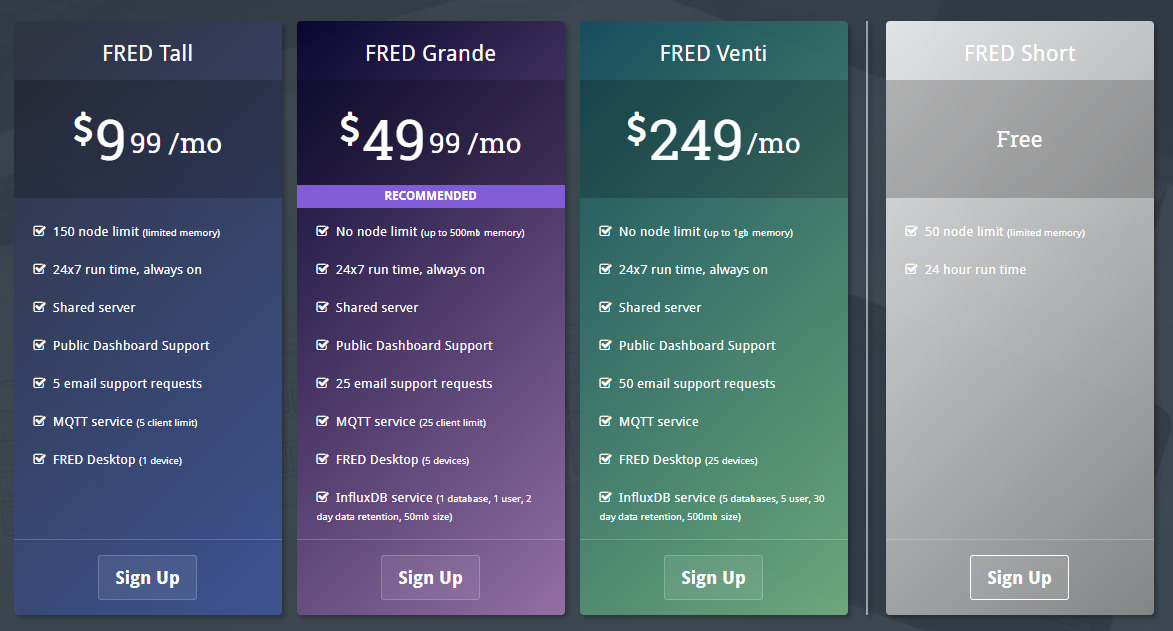 FRED Tall
$9 99 /mo
150 node limit (limited memory)
24x7 run time, always on
Shared server
Public Dashboard Support
5 email support requests
MQTT service (5 client limit)
FRED Desktop (1 device)
Sign Up
FRED Grande
$49 99 /mo
RECOMMENDED
No node limit (up to 500mb memory)
24x7 run time, always on
Shared server
Public Dashboard Support
25 email support requests
MQTT service (25 client limit)
FRED Desktop (5 devices)
InfluxDB service (1 database, 1 user, 2
day data retention, 50mb size)
Sign Up
FRED Venti
$249/mo
No node limit (up to 1gb memory)
24x7 run time, always on
Shared server
Public Dashboard Support
50 email support requests
MQTT service
FRED Desktop (25 devices)
InfluxDB service (5 databases, 5 user, 30
day data retention, 500mb size)
Sign Up
FRED Short
Free
50 node limit (limited memory)
24 hour run time
Sign Up